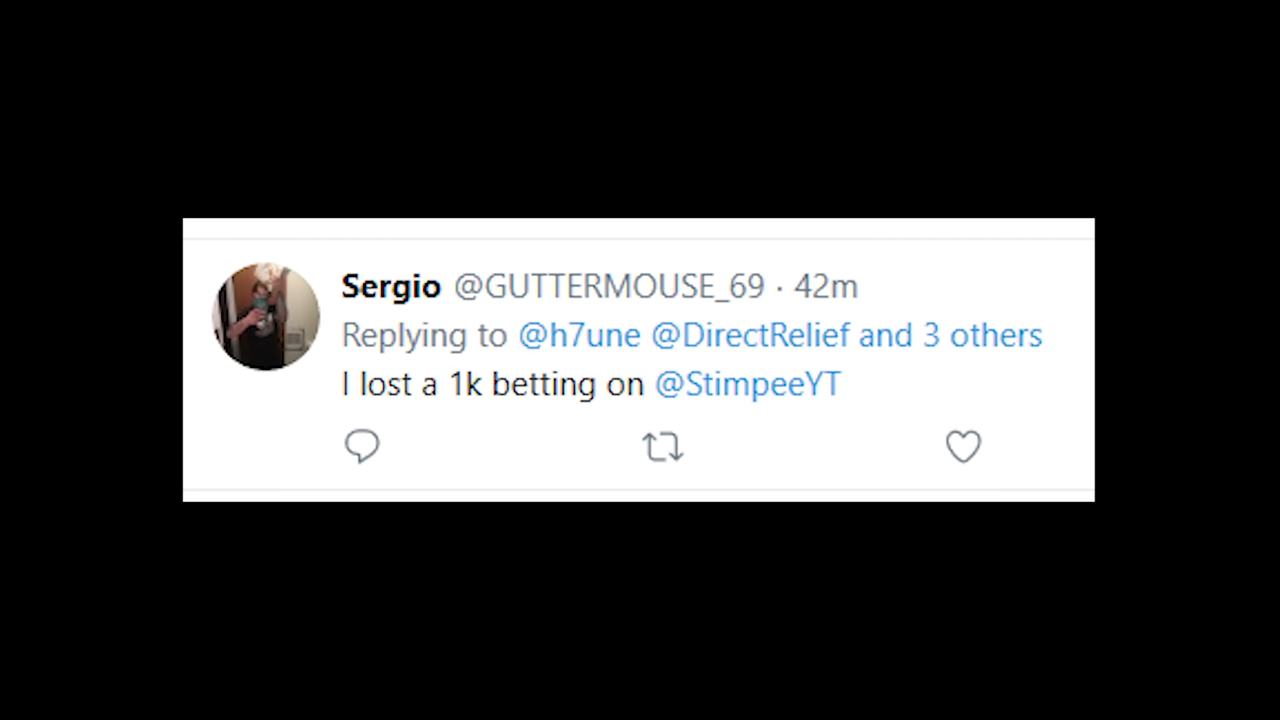 Sergio @GUTTERMOUSE_69 · 42m
Replying to @h7une @DirectRelief and 3 others
I lost a 1k betting on @StimpeeYT